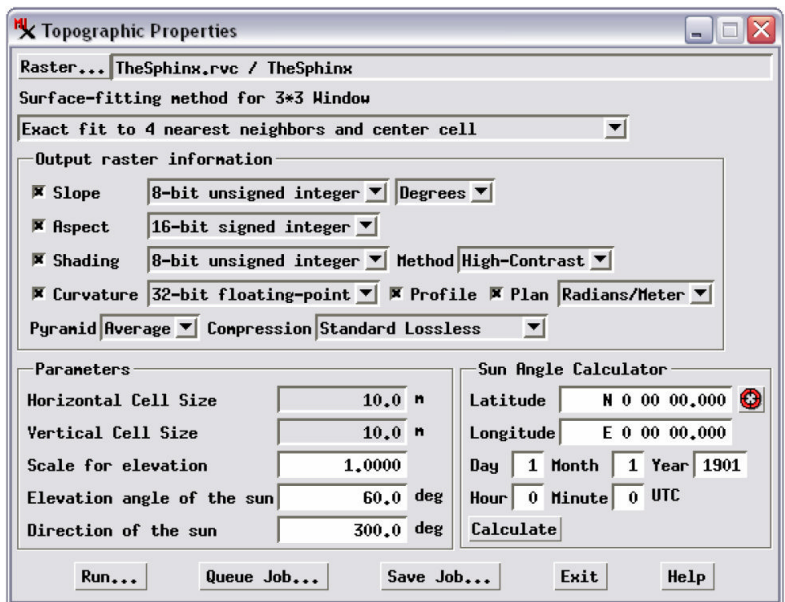 Topographic Properties
Raster... TheSphinx.rvc / TheSphinx
Surface-fitting method for 3*3 Window
Exact fit to 4 nearest neighbors and center cell
Output raster information
Slope 8-bit unsigned integer Degrees
Aspect 16-bit signed integer
Shading 8-bit unsigned integer Method High-Contrast
Curvature 32-bit floating-point Profile Plan Radians/Meter
Pyramid Average Compression Standard Lossless
Parameters
Horizontal Cell Size 10.0 m
Vertical Cell Size 10.0 m
Scale for elevation 1.0000
Elevation angle of the sun 60.0 deg
Direction of the sun 300.0 deg
Sun Angle Calculator
Latitude N 0 00 00.000
Longitude E 0 00 00.000
Day 1 Month 1 Year 1901
Hour 0 Minute 0 UTC
Calculate
Run... Queue Job... Save Job... Exit Help